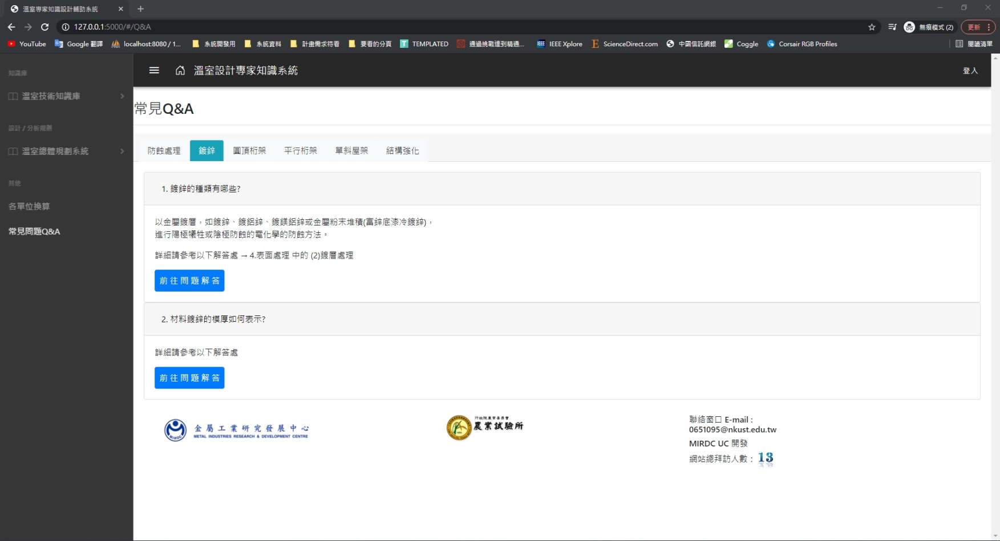 溫室專家知識設計輔助系統
127.0.0.1:5000/#/Q&A
無痕模式 (2)
更新
YouTube
Google 翻譯
localhost:8080 / 1...
系統開發用
系統資料
計畫需求待看
要看的分頁
TEMPLATED
通過挑戰達到精通...
IEEE Xplore
ScienceDirect.com
中國信託網銀
Coggle
Corsair RGB Profiles
閱讀清單
知識庫
溫室技術知識庫
設計 / 分析規劃
溫室總體規劃系統
其他
各單位換算
常見問題Q&A
溫室設計專家知識系統
登入
常見Q&A
防蝕處理
鍍鋅
圓頂桁架
平行桁架
單斜屋架
結構強化
1. 鍍鋅的種類有哪些?
以金屬鍍層，如鍍鋅、鍍鋁鋅、鍍鎂鋁鋅或金屬粉末堆積(富鋅底漆冷鍍鋅)，
進行陽極犧牲或陰極防蝕的電化學的防蝕方法。
詳細請參考以下解答處 → 4.表面處理 中的 (2)鍍層處理
前往問題解答
2. 材料鍍鋅的模厚如何表示?
詳細請參考以下解答處
前往問題解答
MIRDC
金屬工業研究發展中心
METAL INDUSTRIES RESEARCH & DEVELOPMENT CENTRE
行政院農業委員會
農業試驗所
聯絡窗口 E-mail :
0651095@nkust.edu.tw
MIRDC UC 開發
網站總拜訪人數： 13